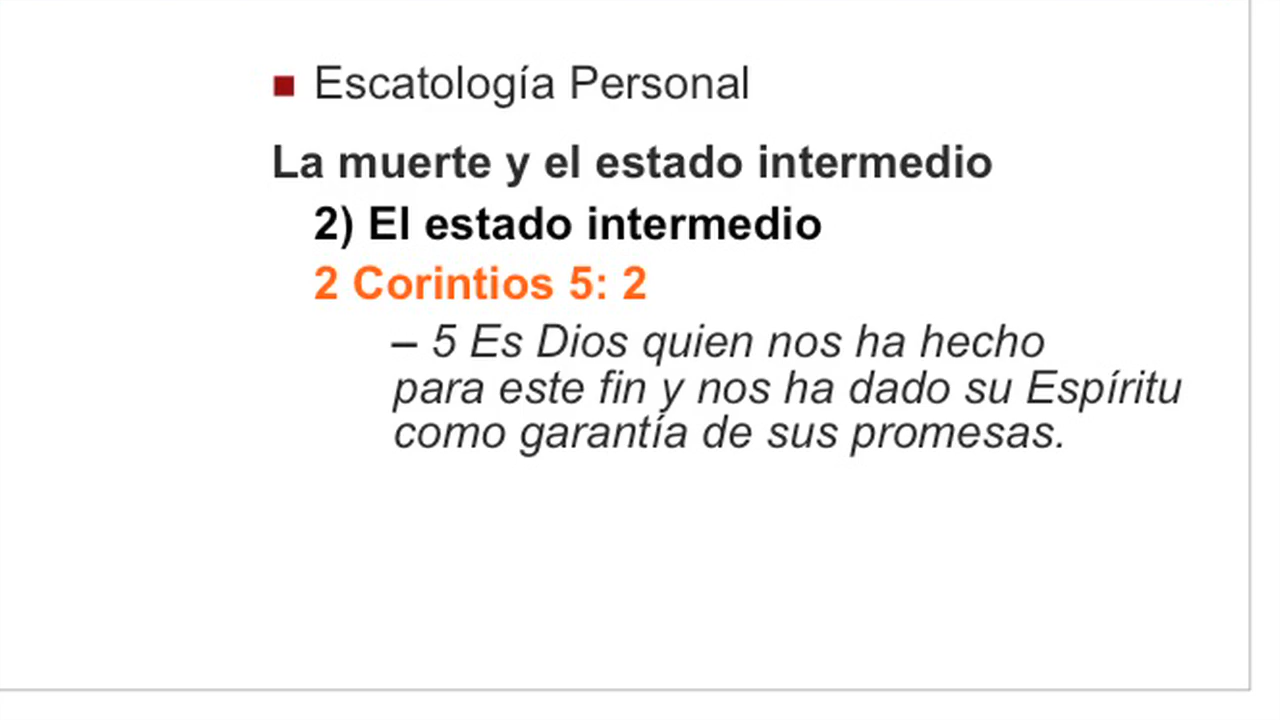 Escatología Personal
La muerte y el estado intermedio
2) El estado intermedio
2 Corintios 5: 2
– 5 Es Dios quien nos ha hecho
para este fin y nos ha dado su Espíritu
como garantía de sus promesas.